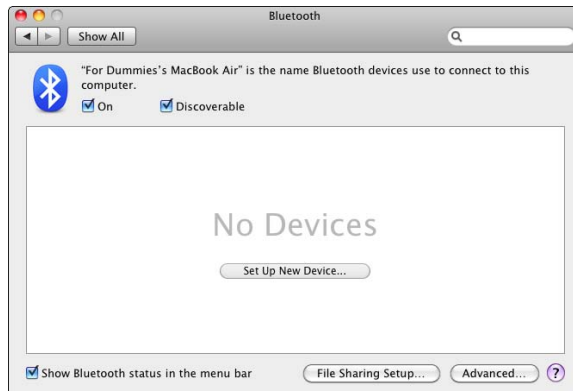 Bluetooth
Show All
"For Dummies's MacBook Air" is the name Bluetooth devices use to connect to this
computer.
On Discoverable
No Devices
Set Up New Device...
Show Bluetooth status in the menu bar File Sharing Setup... Advanced... ?